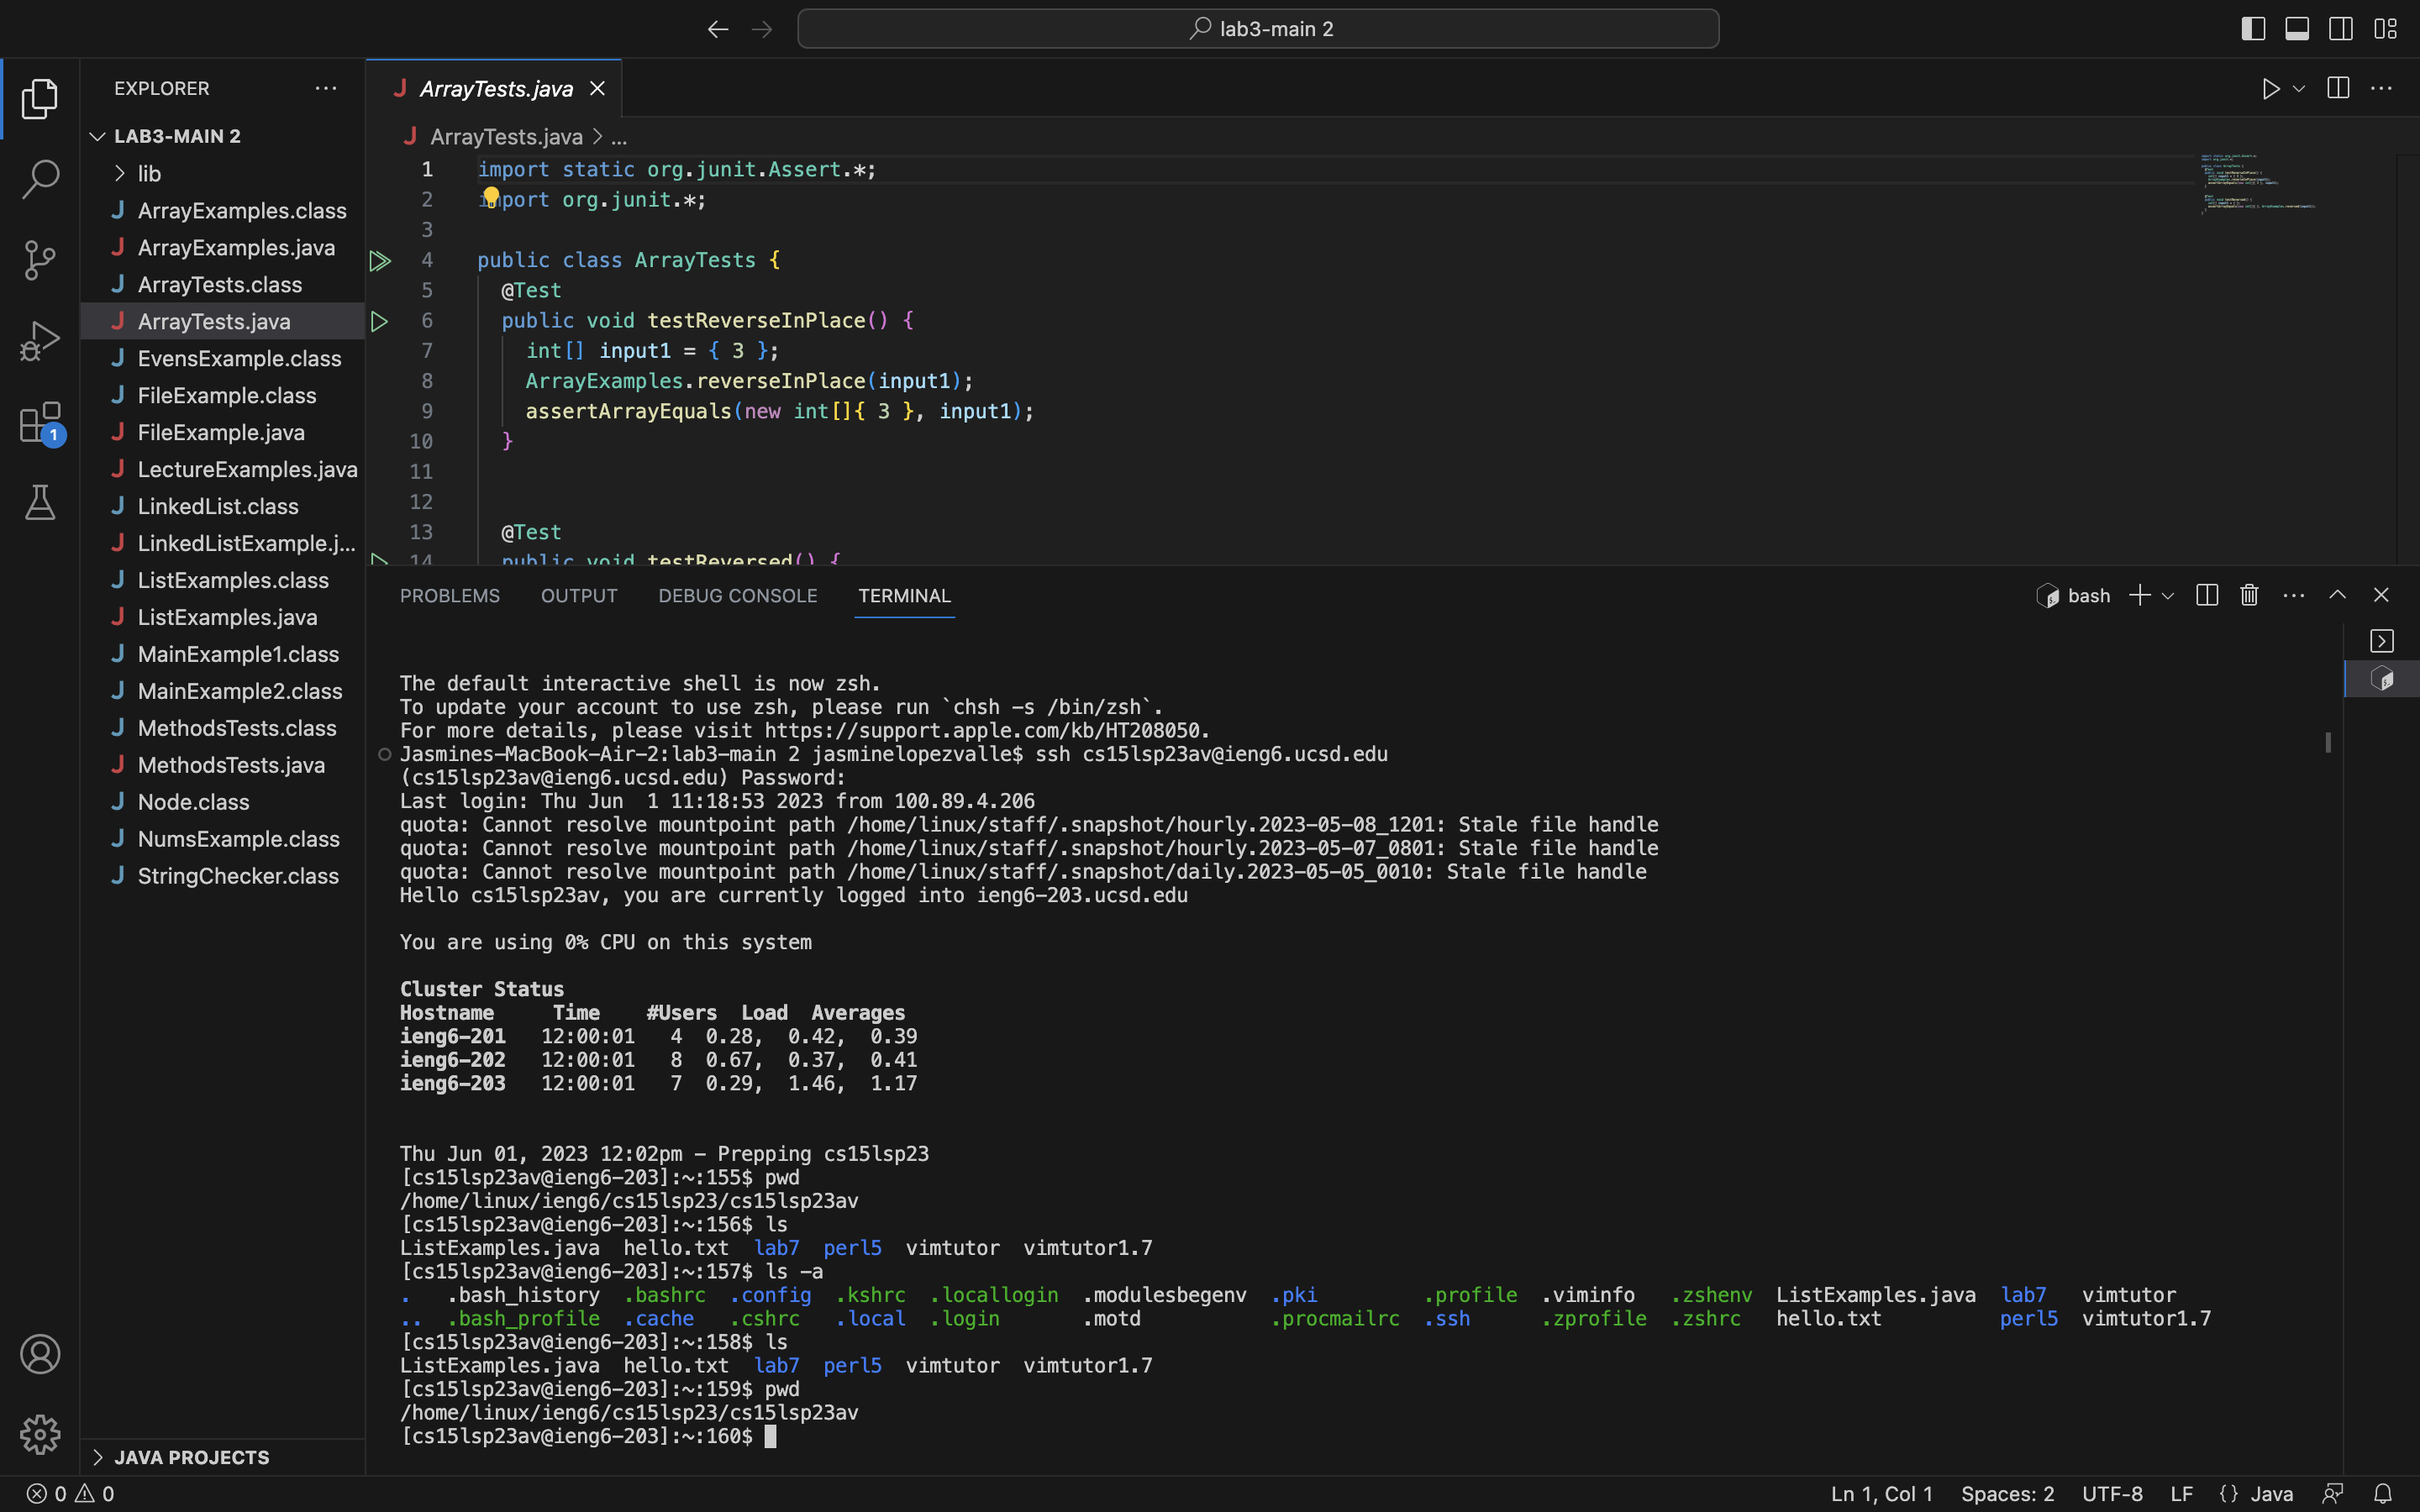 lab3-main 2
EXPLORER
LAB3-MAIN 2
lib
ArrayExamples.class
ArrayExamples.java
ArrayTests.class
ArrayTests.java
EvensExample.class
FileExample.class
FileExample.java
LectureExamples.java
LinkedList.class
LinkedListExample.j...
ListExamples.class
ListExamples.java
MainExample1.class
MainExample2.class
MethodsTests.class
MethodsTests.java
Node.class
NumsExample.class
StringChecker.class
JAVA PROJECTS
1
ArrayTests.java
ArrayTests.java > ...
1 import static org.junit.Assert.*;
2 import org.junit.*;
3
4 public class ArrayTests {
5 @Test
6 public void testReverseInPlace() {
7 int[] input1 = { 3 };
8 ArrayExamples.reverseInPlace(input1);
9 assertArrayEquals(new int[]{ 3 }, input1);
10 }
11
12
13 @Test
14 public void testReversed() {
PROBLEMS OUTPUT DEBUG CONSOLE TERMINAL
bash
The default interactive shell is now zsh.
To update your account to use zsh, please run `chsh -s /bin/zsh`.
For more details, please visit https://support.apple.com/kb/HT208050.
Jasmines-MacBook-Air-2:lab3-main 2 jasminelopezvalle$ ssh cs15lsp23av@ieng6.ucsd.edu
(cs15lsp23av@ieng6.ucsd.edu) Password:
Last login: Thu Jun  1 11:18:53 2023 from 100.89.4.206
quota: Cannot resolve mountpoint path /home/linux/staff/.snapshot/hourly.2023-05-08_1201: Stale file handle
quota: Cannot resolve mountpoint path /home/linux/staff/.snapshot/hourly.2023-05-07_0801: Stale file handle
quota: Cannot resolve mountpoint path /home/linux/staff/.snapshot/daily.2023-05-05_0010: Stale file handle
Hello cs15lsp23av, you are currently logged into ieng6-203.ucsd.edu
You are using 0% CPU on this system
Cluster Status
Hostname Time #Users Load Averages
ieng6-201 12:00:01 4 0.28, 0.42, 0.39
ieng6-202 12:00:01 8 0.67, 0.37, 0.41
ieng6-203 12:00:01 7 0.29, 1.46, 1.17
Thu Jun 01, 2023 12:02pm - Prepping cs15lsp23
[cs15lsp23av@ieng6-203]:~:155$ pwd
/home/linux/ieng6/cs15lsp23/cs15lsp23av
[cs15lsp23av@ieng6-203]:~:156$ ls
ListExamples.java hello.txt lab7 perl5 vimtutor vimtutor1.7
[cs15lsp23av@ieng6-203]:~:157$ ls -a
. .bash_history .bashrc .config .kshrc .locallogin .modulesbegenv .pki .profile .viminfo .zshenv ListExamples.java lab7 vimtutor
.. .bash_profile .cache .cshrc .local .login .motd .procmailrc .ssh .zprofile .zshrc hello.txt perl5 vimtutor1.7
[cs15lsp23av@ieng6-203]:~:158$ ls
ListExamples.java hello.txt lab7 perl5 vimtutor vimtutor1.7
[cs15lsp23av@ieng6-203]:~:159$ pwd
/home/linux/ieng6/cs15lsp23/cs15lsp23av
[cs15lsp23av@ieng6-203]:~:160$
0 0
Ln 1, Col 1 Spaces: 2 UTF-8 LF {} Java